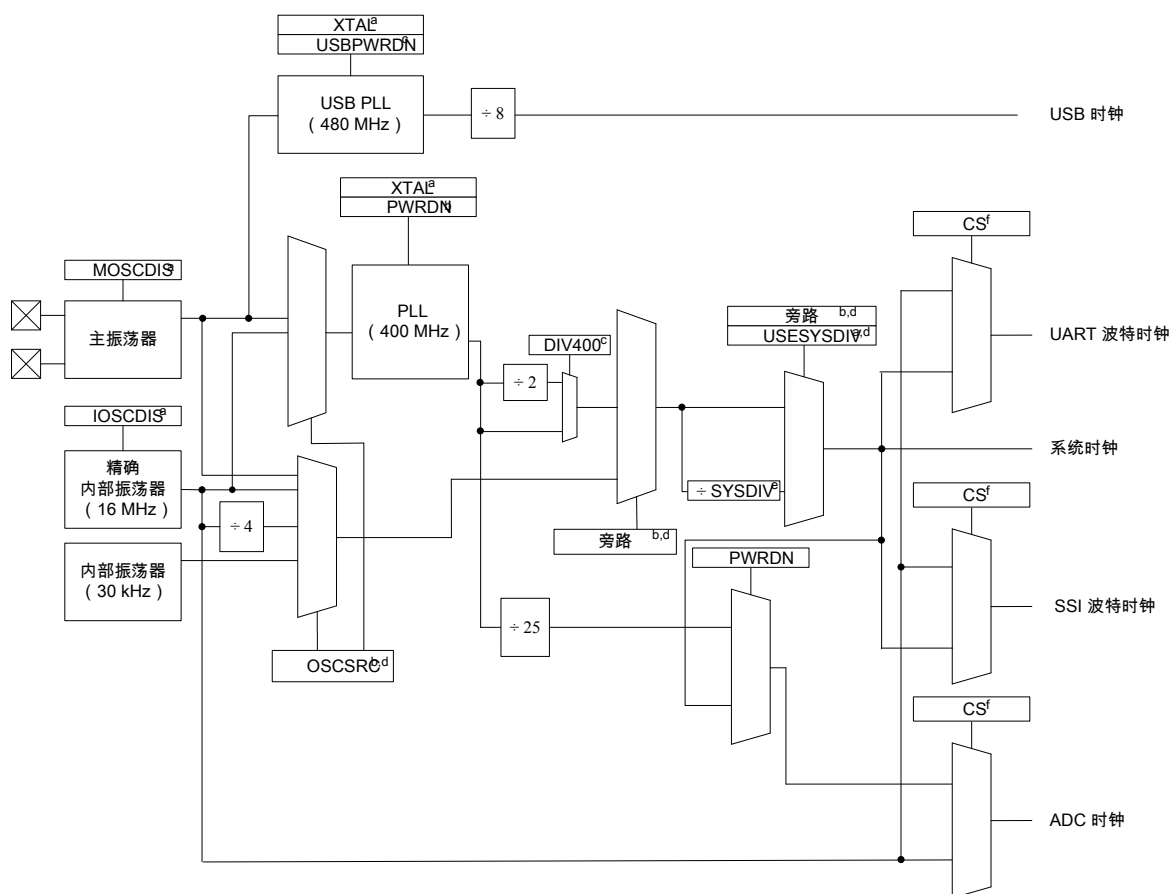 XTALa
USBPWRDNc
USB PLL
( 480 MHz )
÷ 8
USB 时钟
XTALa
PWRDNb
CSf
MOSCDISa
主振荡器
PLL
( 400 MHz )
旁路 b,d
USESYSDIVa,d
DIV400c
÷ 2
UART 波特时钟
IOSCDISa
精确
内部振荡器
( 16 MHz )
÷ 4
÷ SYSDIVe
系统时钟
CSf
内部振荡器
( 30 kHz )
旁路 b,d
PWRDN
÷ 25
SSI 波特时钟
OSCSRCb,d
CSf
ADC 时钟